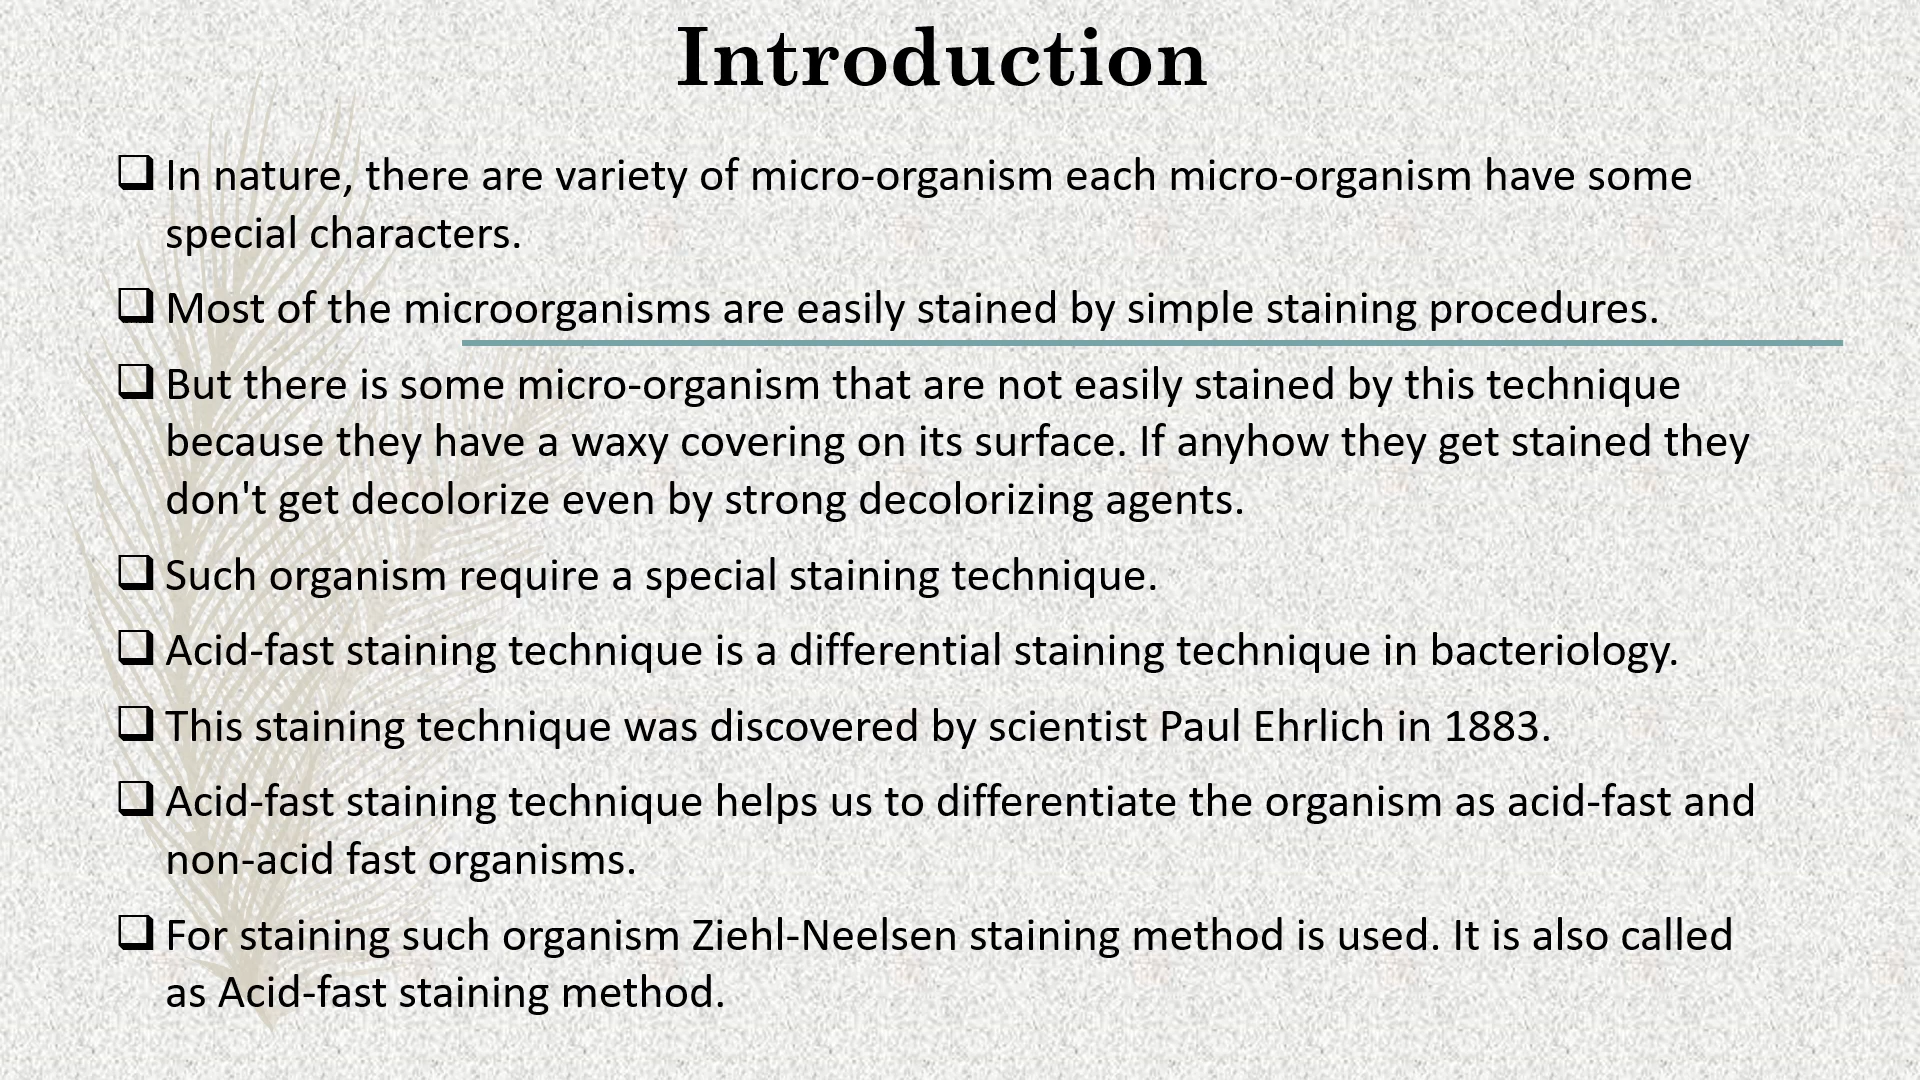 Introduction
❑ In nature, there are variety of micro-organism each micro-organism have some
special characters.
❑ Most of the microorganisms are easily stained by simple staining procedures.
❑ But there is some micro-organism that are not easily stained by this technique
because they have a waxy covering on its surface. If anyhow they get stained they
don't get decolorize even by strong decolorizing agents.
❑ Such organism require a special staining technique.
❑ Acid-fast staining technique is a differential staining technique in bacteriology.
❑ This staining technique was discovered by scientist Paul Ehrlich in 1883.
❑ Acid-fast staining technique helps us to differentiate the organism as acid-fast and
non-acid fast organisms.
❑ For staining such organism Ziehl-Neelsen staining method is used. It is also called
as Acid-fast staining method.